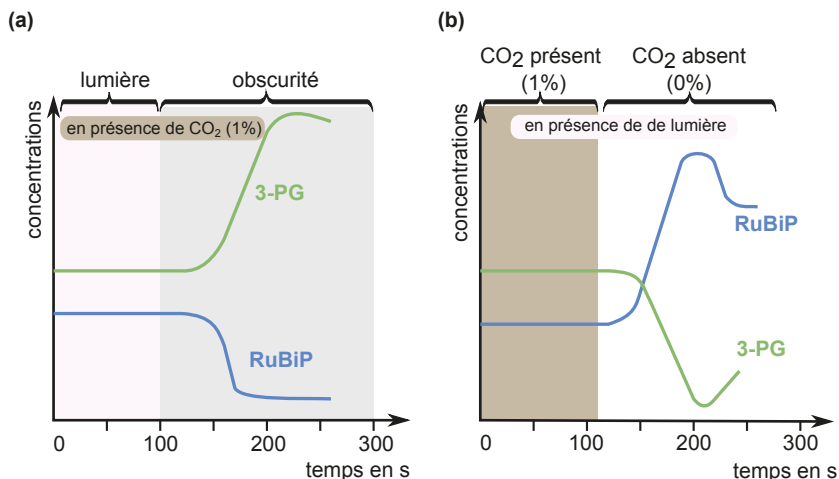 (a)
lumière
obscurité
en présence de CO₂ (1%)
concentrations
3-PG
RuBiP
0
100
200
300
temps en s
(b)
CO₂ présent
(1%)
CO₂ absent
(0%)
en présence de de lumière
concentrations
RuBiP
3-PG
0
100
200
300
temps en s